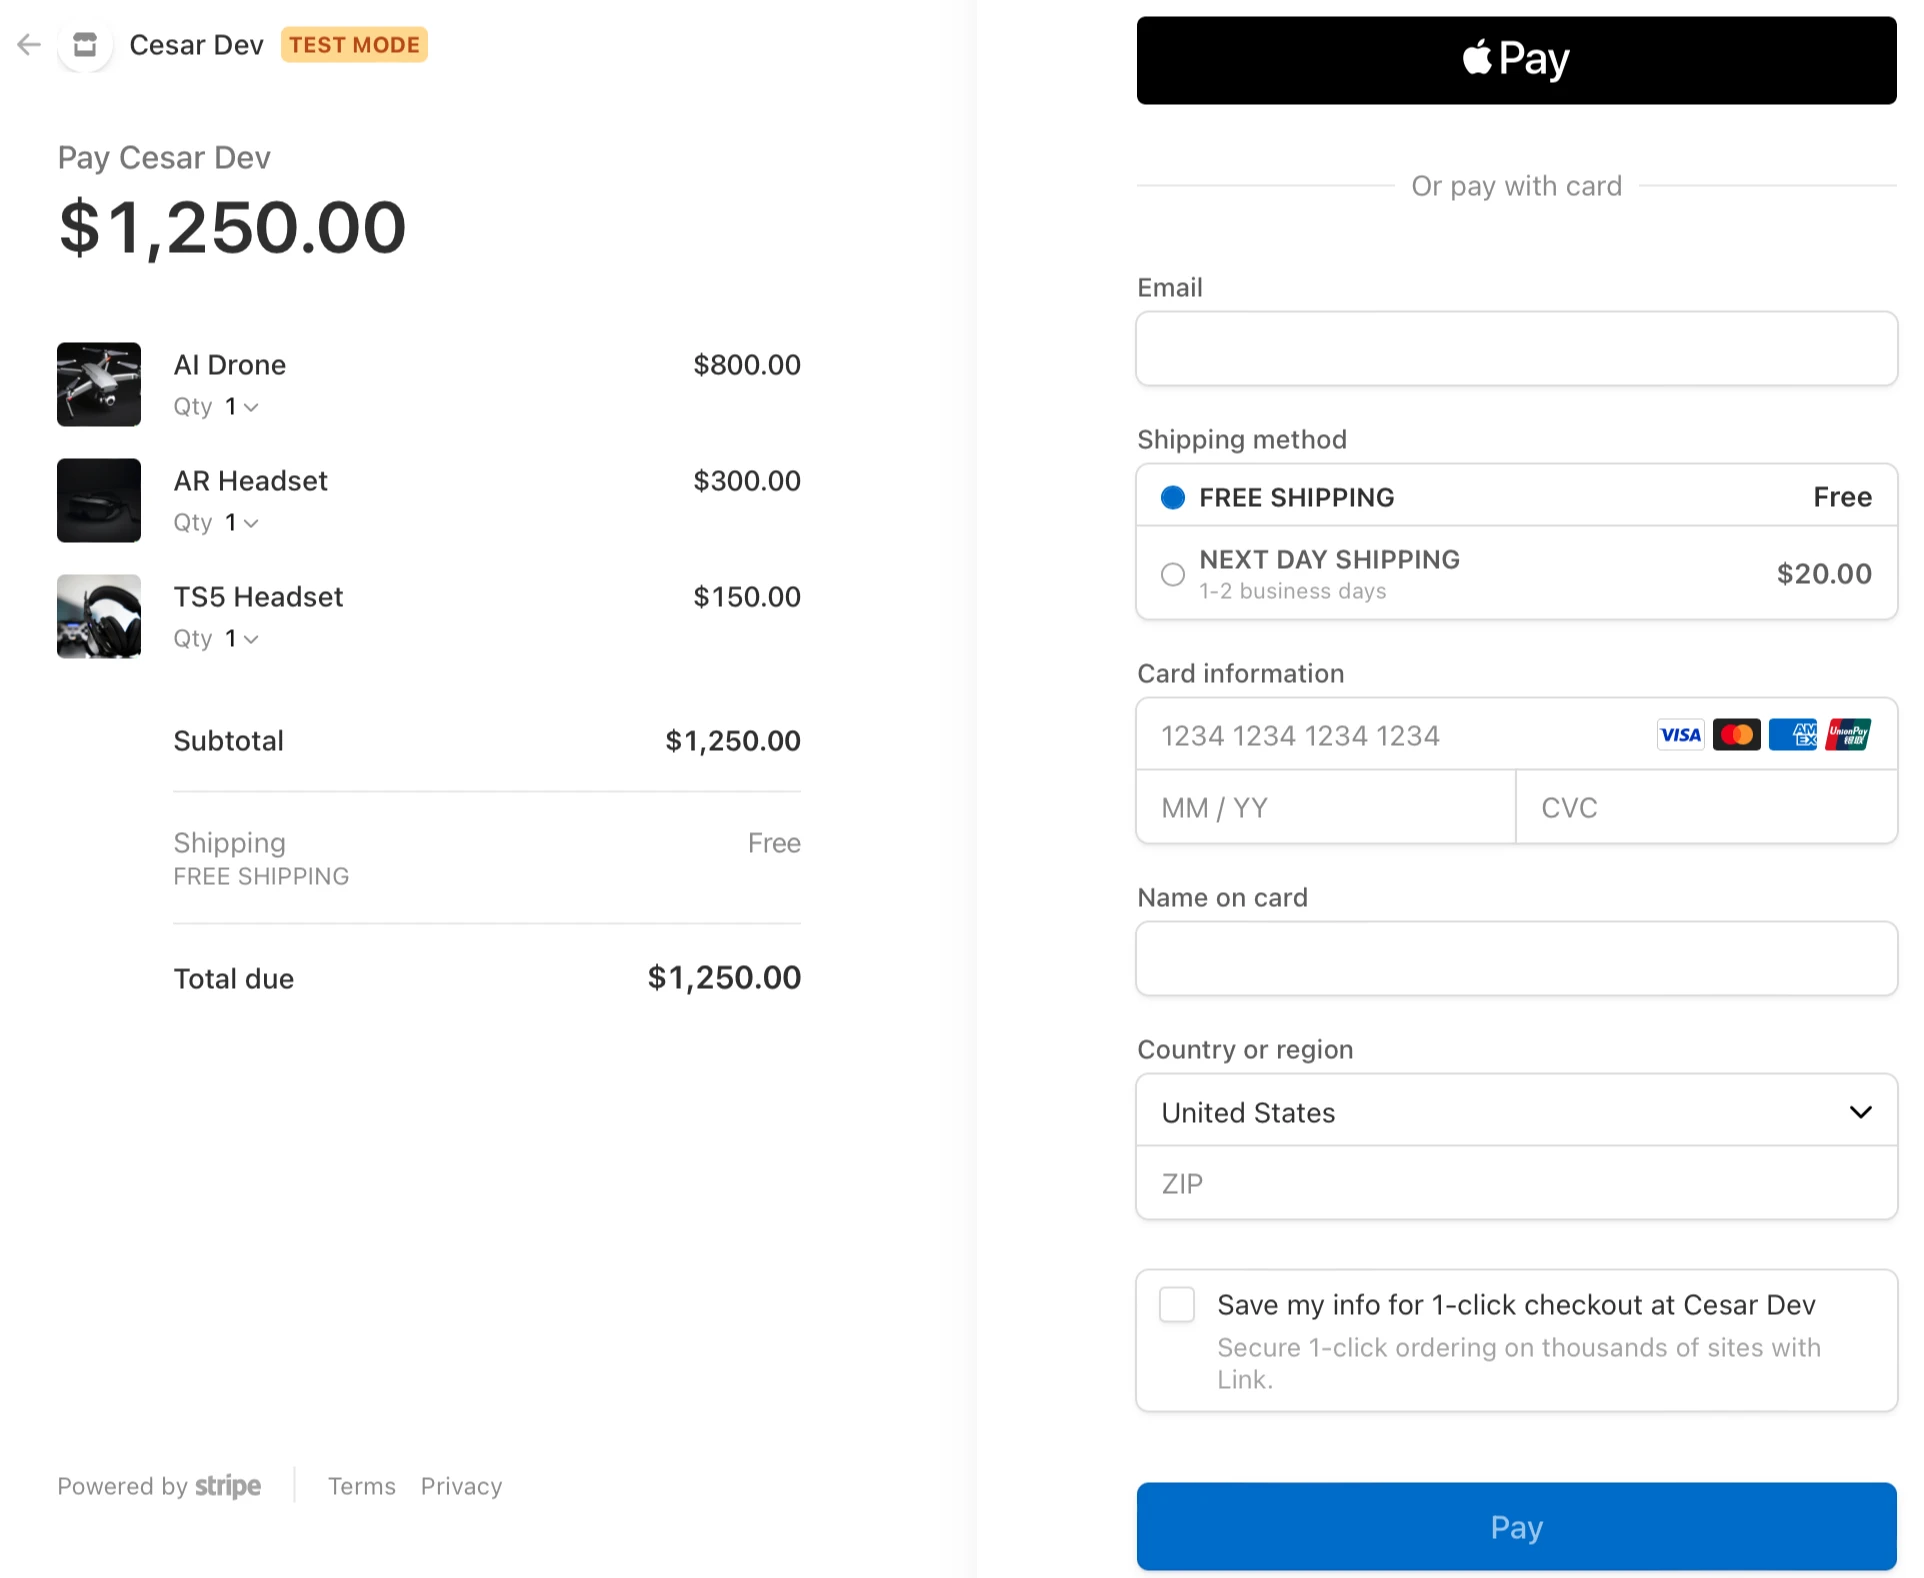 Cesar Dev TEST MODE
Pay Cesar Dev
$1,250.00
AI Drone $800.00
Qty 1
AR Headset $300.00
Qty 1
TS5 Headset $150.00
Qty 1
Subtotal $1,250.00
Shipping Free
FREE SHIPPING
Total due $1,250.00
Powered by stripe Terms Privacy
Pay
Or pay with card
Email
Shipping method
FREE SHIPPING Free
NEXT DAY SHIPPING $20.00
1-2 business days
Card information
1234 1234 1234 1234 VISA AM EX UnionPay 银联
MM / YY CVC
Name on card
Country or region
United States
ZIP
Save my info for 1-click checkout at Cesar Dev
Secure 1-click ordering on thousands of sites with
Link.
Pay